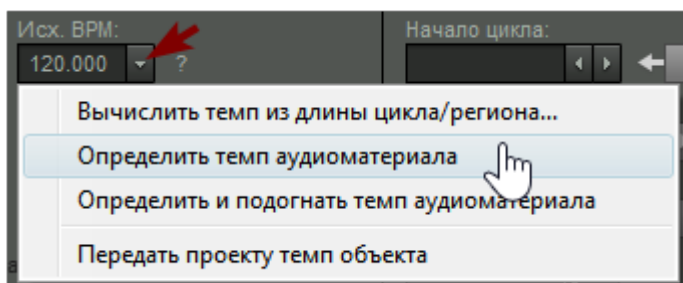 Исх. BPM: Начало цикла:
120.000 ?
Вычислить темп из длины цикла/региона...
Определить темп аудиоматериала
Определить и подогнать темп аудиоматериала
Передать проекту темп объекта